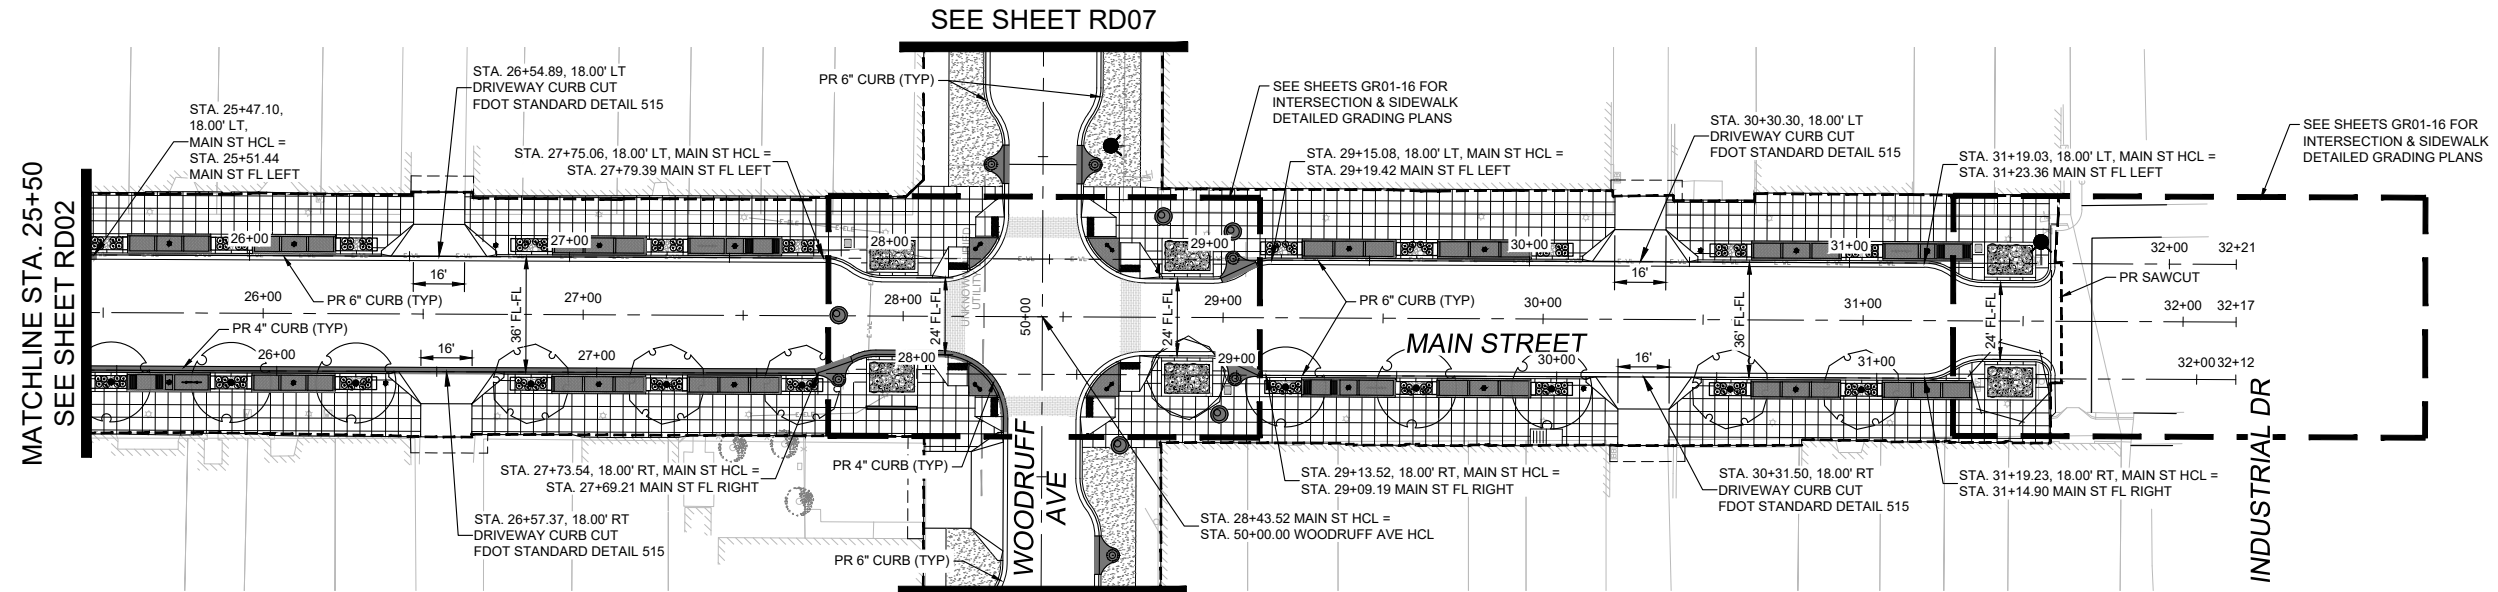 SEE SHEET RD07
MATCHLINE STA. 25+50
SEE SHEET RD02
STA. 25+47.10,
18.00' LT,
MAIN ST HCL =
STA. 25+51.44
MAIN ST FL LEFT
STA. 26+54.89, 18.00' LT
DRIVEWAY CURB CUT
FDOT STANDARD DETAIL 515
PR 6" CURB (TYP)
STA. 27+75.06, 18.00' LT, MAIN ST HCL =
STA. 27+79.39 MAIN ST FL LEFT
SEE SHEETS GR01-16 FOR
INTERSECTION & SIDEWALK
DETAILED GRADING PLANS
STA. 29+15.08, 18.00' LT, MAIN ST HCL =
STA. 29+19.42 MAIN ST FL LEFT
STA. 30+30.30, 18.00' LT
DRIVEWAY CURB CUT
FDOT STANDARD DETAIL 515
STA. 31+19.03, 18.00' LT, MAIN ST HCL =
STA. 31+23.36 MAIN ST FL LEFT
SEE SHEETS GR01-16 FOR
INTERSECTION & SIDEWALK
DETAILED GRADING PLANS
26+00
27+00
28+00
29+00
30+00
31+00
32+00
32+21
16'
16'
PR SAWCUT
UNKNOWN BURIED
UTILITY
PR 6" CURB (TYP)
PR 6" CURB (TYP)
26+00
27+00
28+00
29+00
30+00
31+00
32+00
32+17
36' FL-FL
24' FL-FL
50+00
24' FL-FL
36' FL-FL
24' FL-FL
PR 4" CURB (TYP)
MAIN STREET
26+00
16'
27+00
28+00
29+00
30+00
16'
31+00
32+00
32+12
STA. 27+73.54, 18.00' RT, MAIN ST HCL =
STA. 27+69.21 MAIN ST FL RIGHT
PR 4" CURB (TYP)
STA. 29+13.52, 18.00' RT, MAIN ST HCL =
STA. 29+09.19 MAIN ST FL RIGHT
STA. 30+31.50, 18.00' RT
DRIVEWAY CURB CUT
FDOT STANDARD DETAIL 515
STA. 31+19.23, 18.00' RT, MAIN ST HCL =
STA. 31+14.90 MAIN ST FL RIGHT
STA. 26+57.37, 18.00' RT
DRIVEWAY CURB CUT
FDOT STANDARD DETAIL 515
STA. 28+43.52 MAIN ST HCL =
STA. 50+00.00 WOODRUFF AVE HCL
PR 6" CURB (TYP)
WOODRUFF
AVE
INDUSTRIAL DR